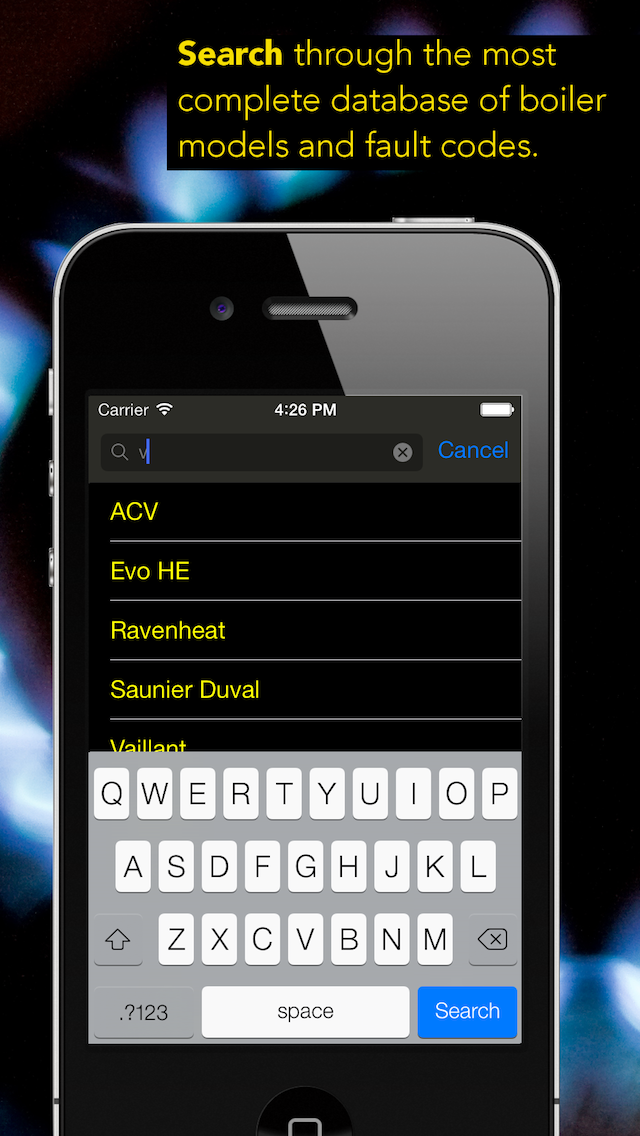 Search through the most
complete database of boiler
models and fault codes.
Carrier 4:26 PM
v Cancel
ACV
Evo HE
Ravenheat
Saunier Duval
Vaillant
Q W E R T Y U I O P
A S D F G H J K L
Z X C V B N M
.?123 space Search